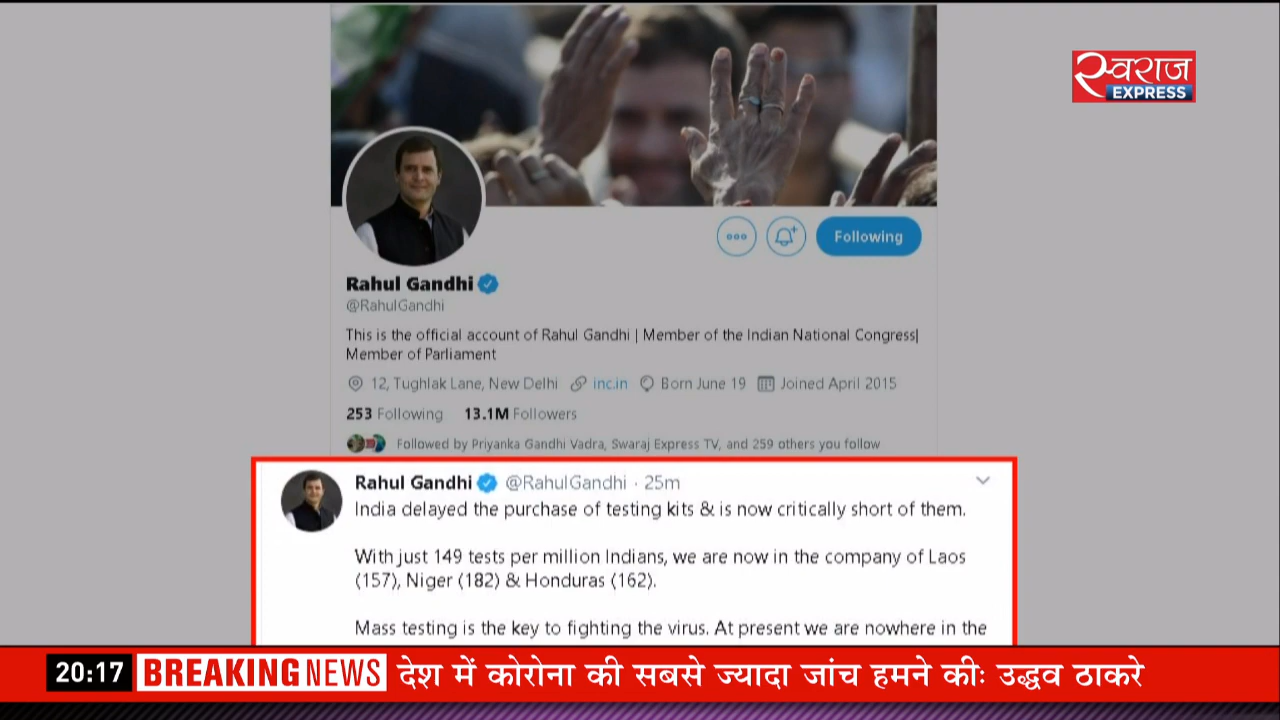 स्वराज
EXPRESS
Following
Rahul Gandhi
@RahulGandhi
This is the official account of Rahul Gandhi | Member of the Indian National Congress|
Member of Parliament
12, Tughlak Lane, New Delhi inc.in Born June 19 Joined April 2015
253 Following 13.1M Followers
Followed by Priyanka Gandhi Vadra, Swaraj Express TV, and 259 others you follow
Rahul Gandhi @RahulGandhi · 25m
India delayed the purchase of testing kits & is now critically short of them.
With just 149 tests per million Indians, we are now in the company of Laos
(157), Niger (182) & Honduras (162).
Mass testing is the key to fighting the virus. At present we are nowhere in the
20:17 BREAKING NEWS देश में कोरोना की सबसे ज्यादा जांच हमने कीः उद्धव ठाकरे